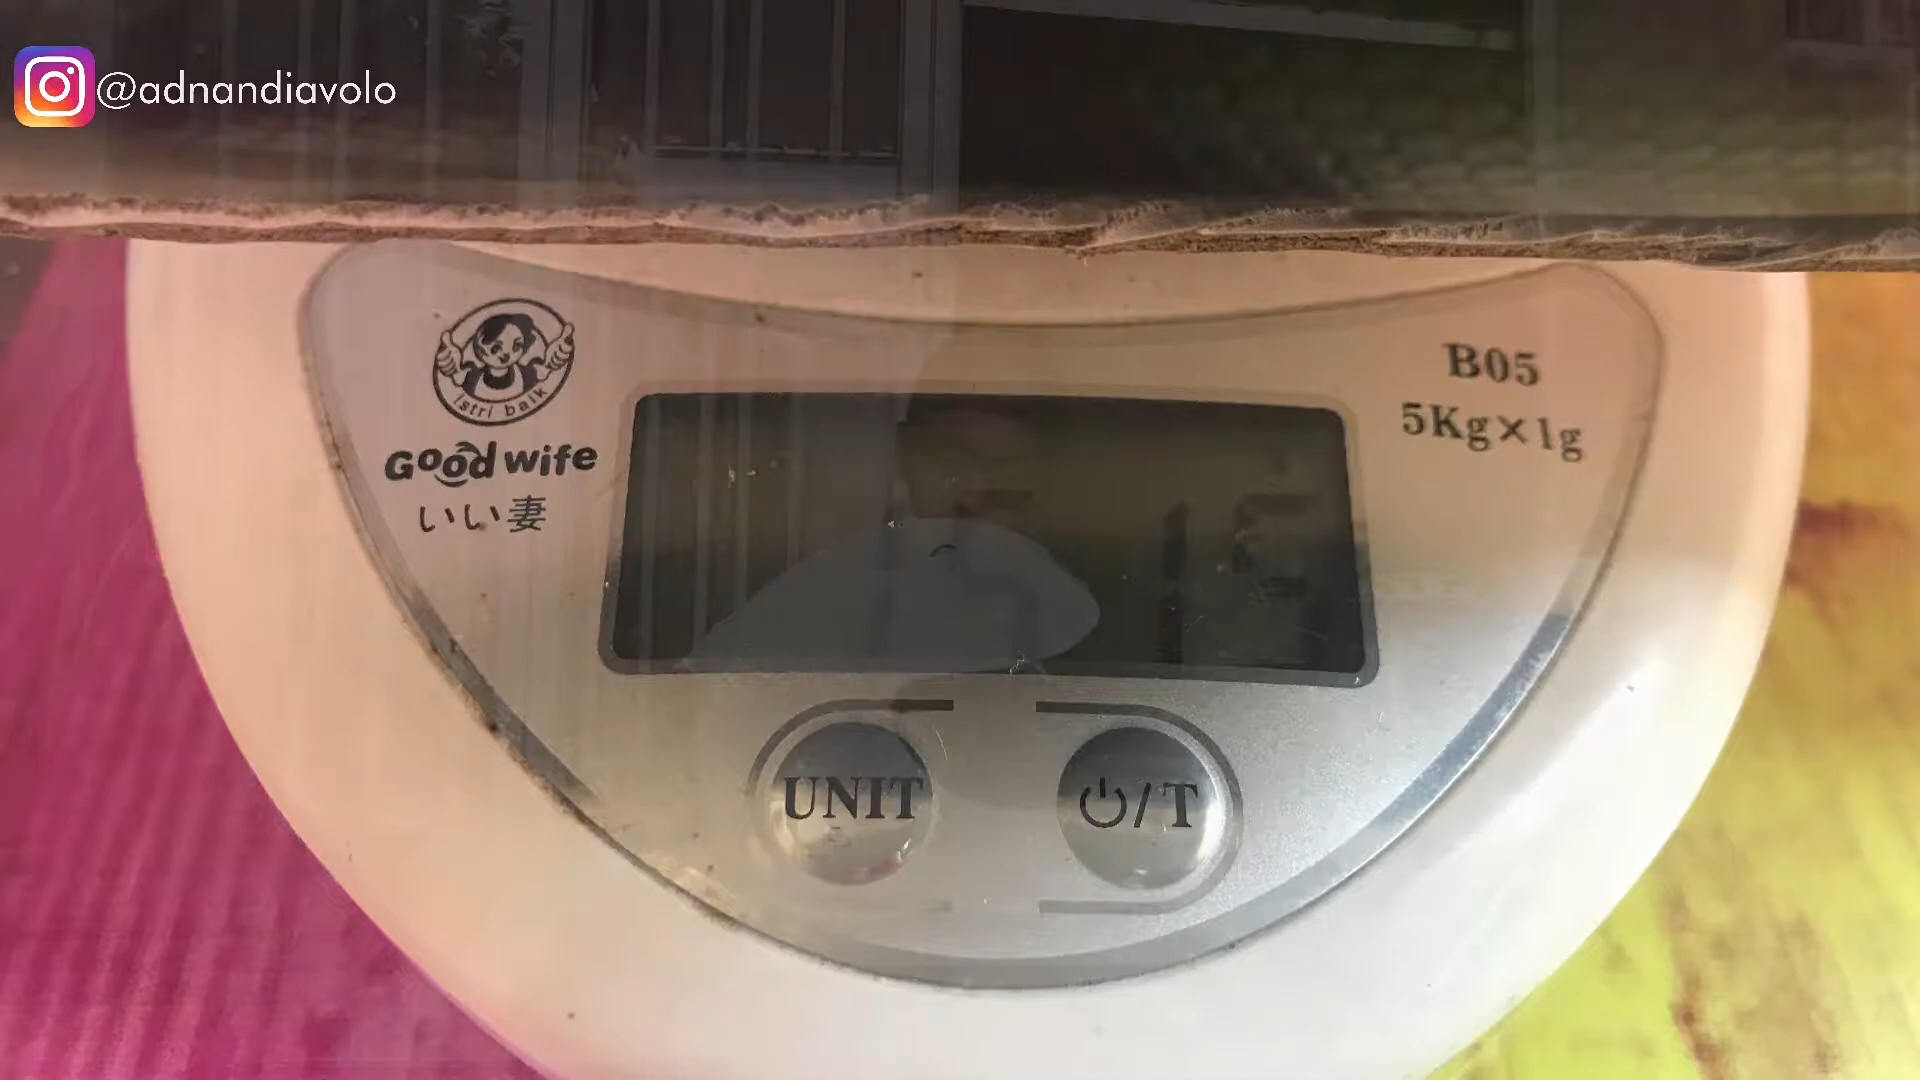 @adnandiavolo
istri baik
Good wife
いい妻
B05
5Kg×1g
UNIT
⏻/T